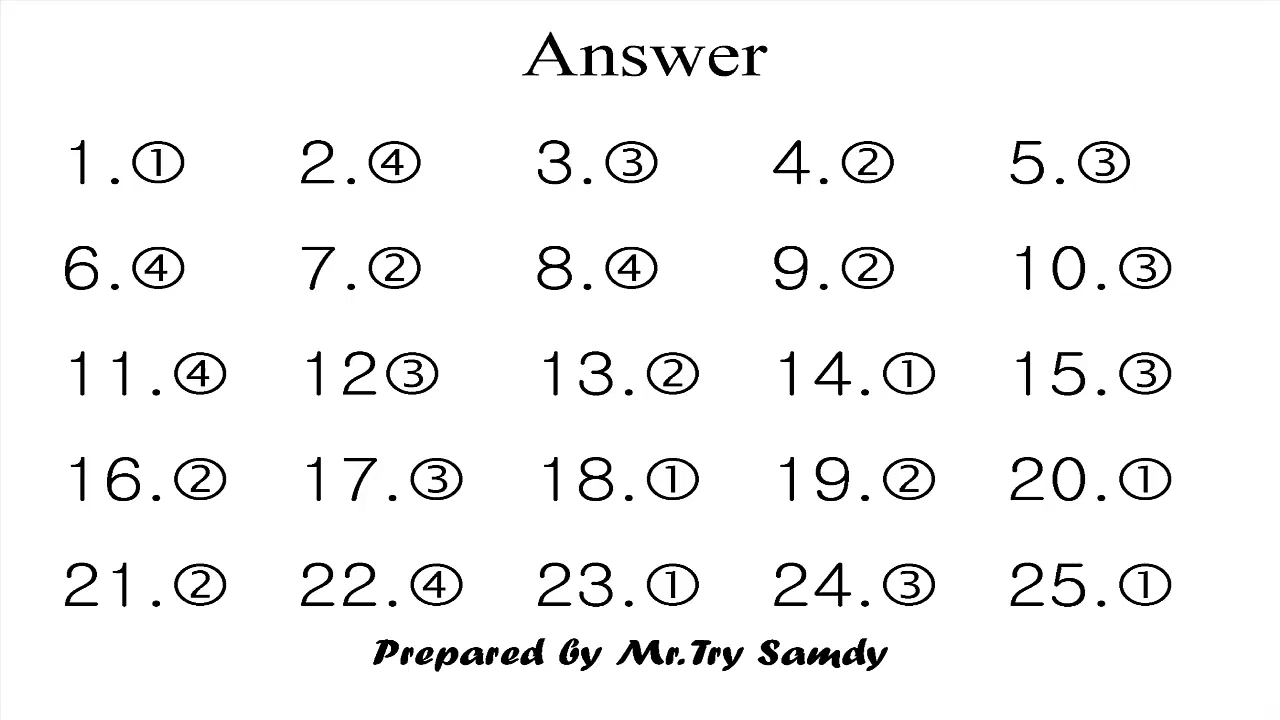 Answer
1.① 2.④ 3.③ 4.② 5.③
6.④ 7.② 8.④ 9.② 10.③
11.④ 12③ 13.② 14.① 15.③
16.② 17.③ 18.① 19.② 20.①
21.② 22.④ 23.① 24.③ 25.①
Prepared by Mr.Try Samdy